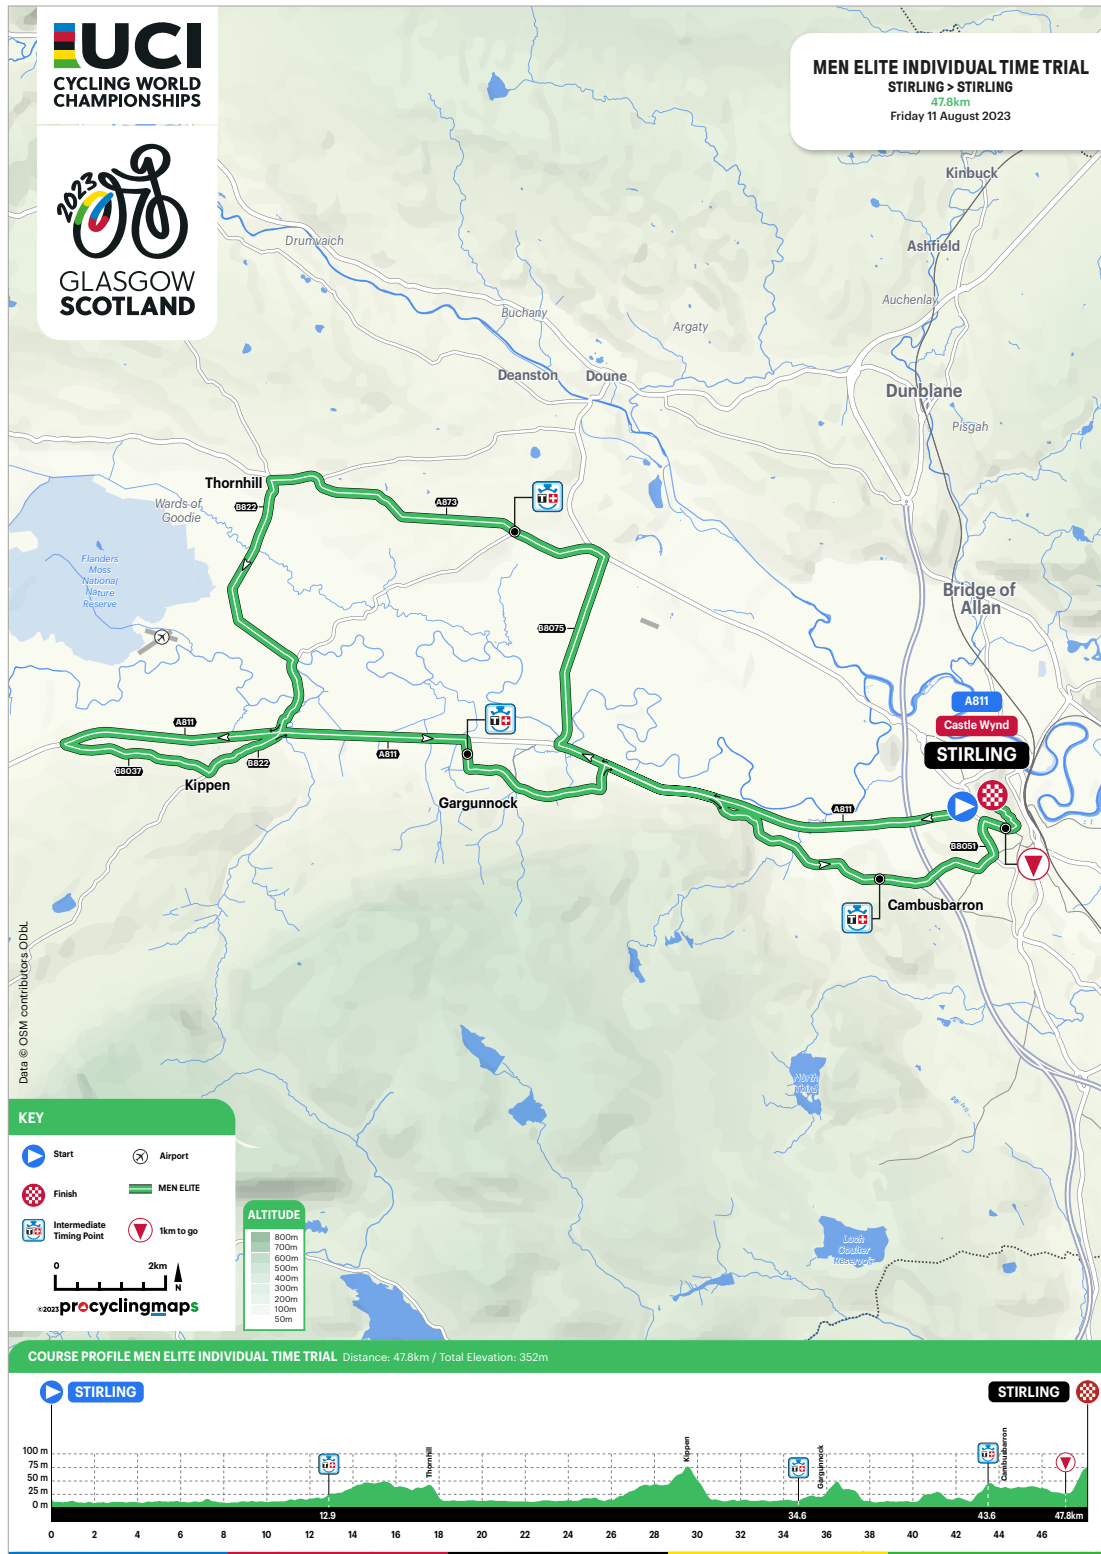 UCI
CYCLING WORLD
CHAMPIONSHIPS
2023
GLASGOW
SCOTLAND
MEN ELITE INDIVIDUAL TIME TRIAL
STIRLING > STIRLING
47.8km
Friday 11 August 2023
Kinbuck
Ashfield
Drumvaich
Auchenlay
Buchany
Argaty
Deanston
Doune
Dunblane
Pisgah
Thornhill
Wards of
Goodie
B822
A873
Flanders
Moss
National
Nature
Reserve
Bridge of
Allan
B8075
A811
Castle Wynd
STIRLING
A811
A811
B8037
B822
Kippen
Gargunnock
A811
B8051
Cambusbarron
North
Third
Loch
Coulter
Reservoir
Data © OSM contributors ODbL
KEY
Start
Airport
Finish
MEN ELITE
Intermediate
Timing Point
1km to go
0 2km
N
©2023 procyclingmaps
ALTITUDE
800m
700m
600m
500m
400m
300m
200m
100m
50m
COURSE PROFILE MEN ELITE INDIVIDUAL TIME TRIAL Distance: 47.8km / Total Elevation: 352m
STIRLING
STIRLING
100 m
75 m
50 m
25 m
0 m
Thornhill
Kippen
Gargunnock
Cambusbarron
12.9 34.6 43.6 47.8km
0 2 4 6 8 10 12 14 16 18 20 22 24 26 28 30 32 34 36 38 40 42 44 46